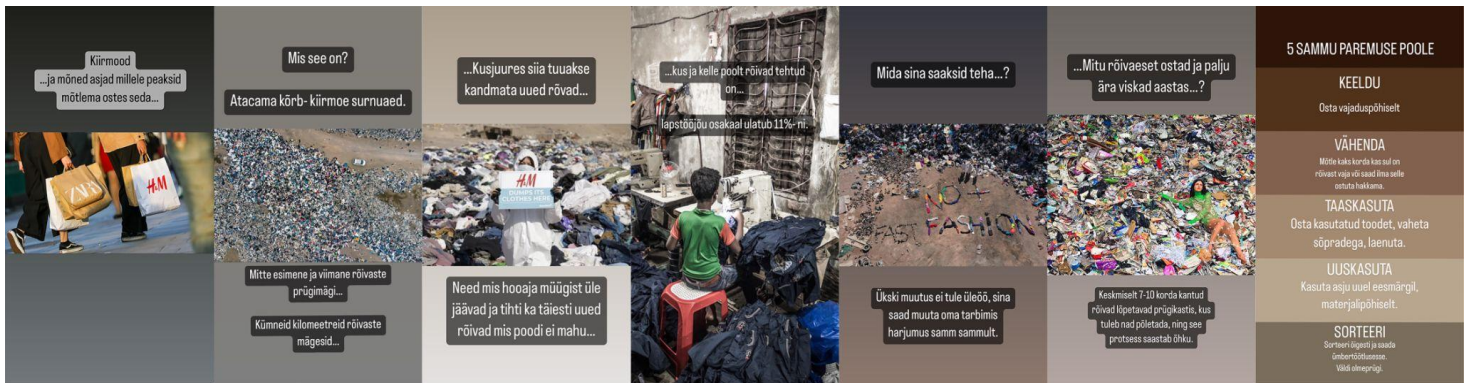 Kiirmood
...ja mõned asjad millele peaksid
mõtlema ostes seda...
ZARA
H&M
Mis see on?
Atacama kõrb- kiirmoe surnuaed.
Mitte esimene ja viimane rõivaste
prügimägi...
Kümneid kilomeetreid rõivaste
mägesid...
...Kusjuures siia tuuakse
kandmata uued rõvad...
H&M
DUMPS ITS
CLOTHES HERE
Need mis hooaja müügist üle
jäävad ja tihti ka täiesti uued
rõivad mis poodi ei mahu...
...kus ja kelle poolt rõivad tehtud
on...
lapstööjõu osakaal ulatub 11%- ni.
Mida sina saaksid teha...?
NO
FAST FASHION
Ükski muutus ei tule üleöö, sina
saad muuta oma tarbimis
harjumus samm sammult.
...Mitu rõivaeset ostad ja palju
ära viskad aastas...?
Keskmiselt 7-10 korda kantud
rõivad lõpetavad prügikastis, kus
tuleb nad põletada, ning see
protsess saastab õhku.
5 SAMMU PAREMUSE POOLE
KEELDU
Osta vajaduspõhiselt
VÄHENDA
Mõtle kaks korda kas sul on
rõivast vaja või saad ilma selle
ostuta hakkama.
TAASKASUTA
Osta kasutatud toodet, vaheta
sõpradega, laenuta.
UUSKASUTA
Kasuta asju uuel eesmärgil,
materjalipõhiselt.
SORTEERI
Sorteeri õigesti ja saada
ümbertöötlusesse.
Väldi olmeprügi.